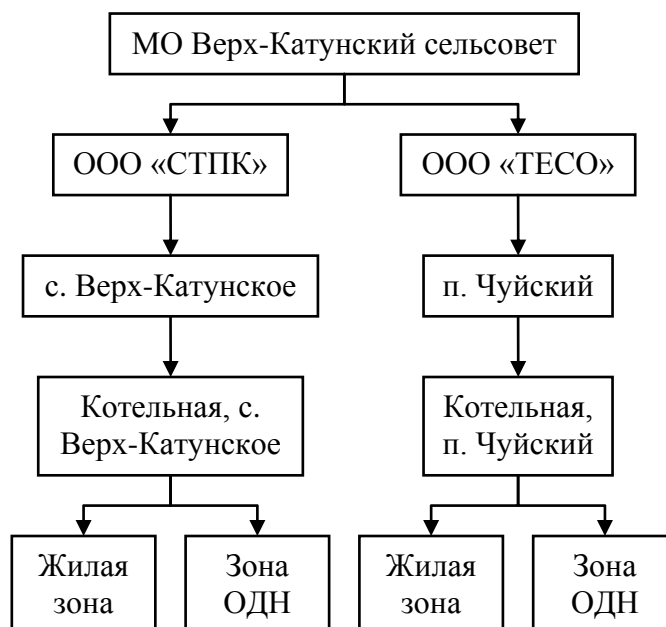 МО Верх-Катунский сельсовет
ООО «СТПК»
ООО «ТЕСО»
с. Верх-Катунское
п. Чуйский
Котельная, с.
Верх-Катунское
Котельная,
п. Чуйский
Жилая
зона
Зона
ОДН
Жилая
зона
Зона
ОДН